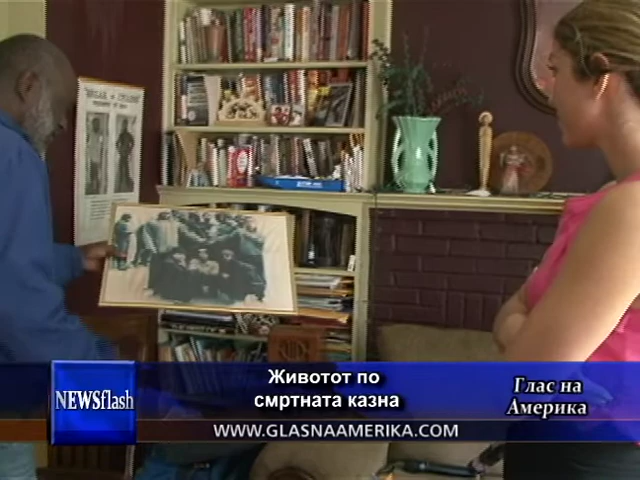 NEWSflash
Животот по
смртната казна
Глас на
Америка
WWW.GLASNAAMERIKA.COM